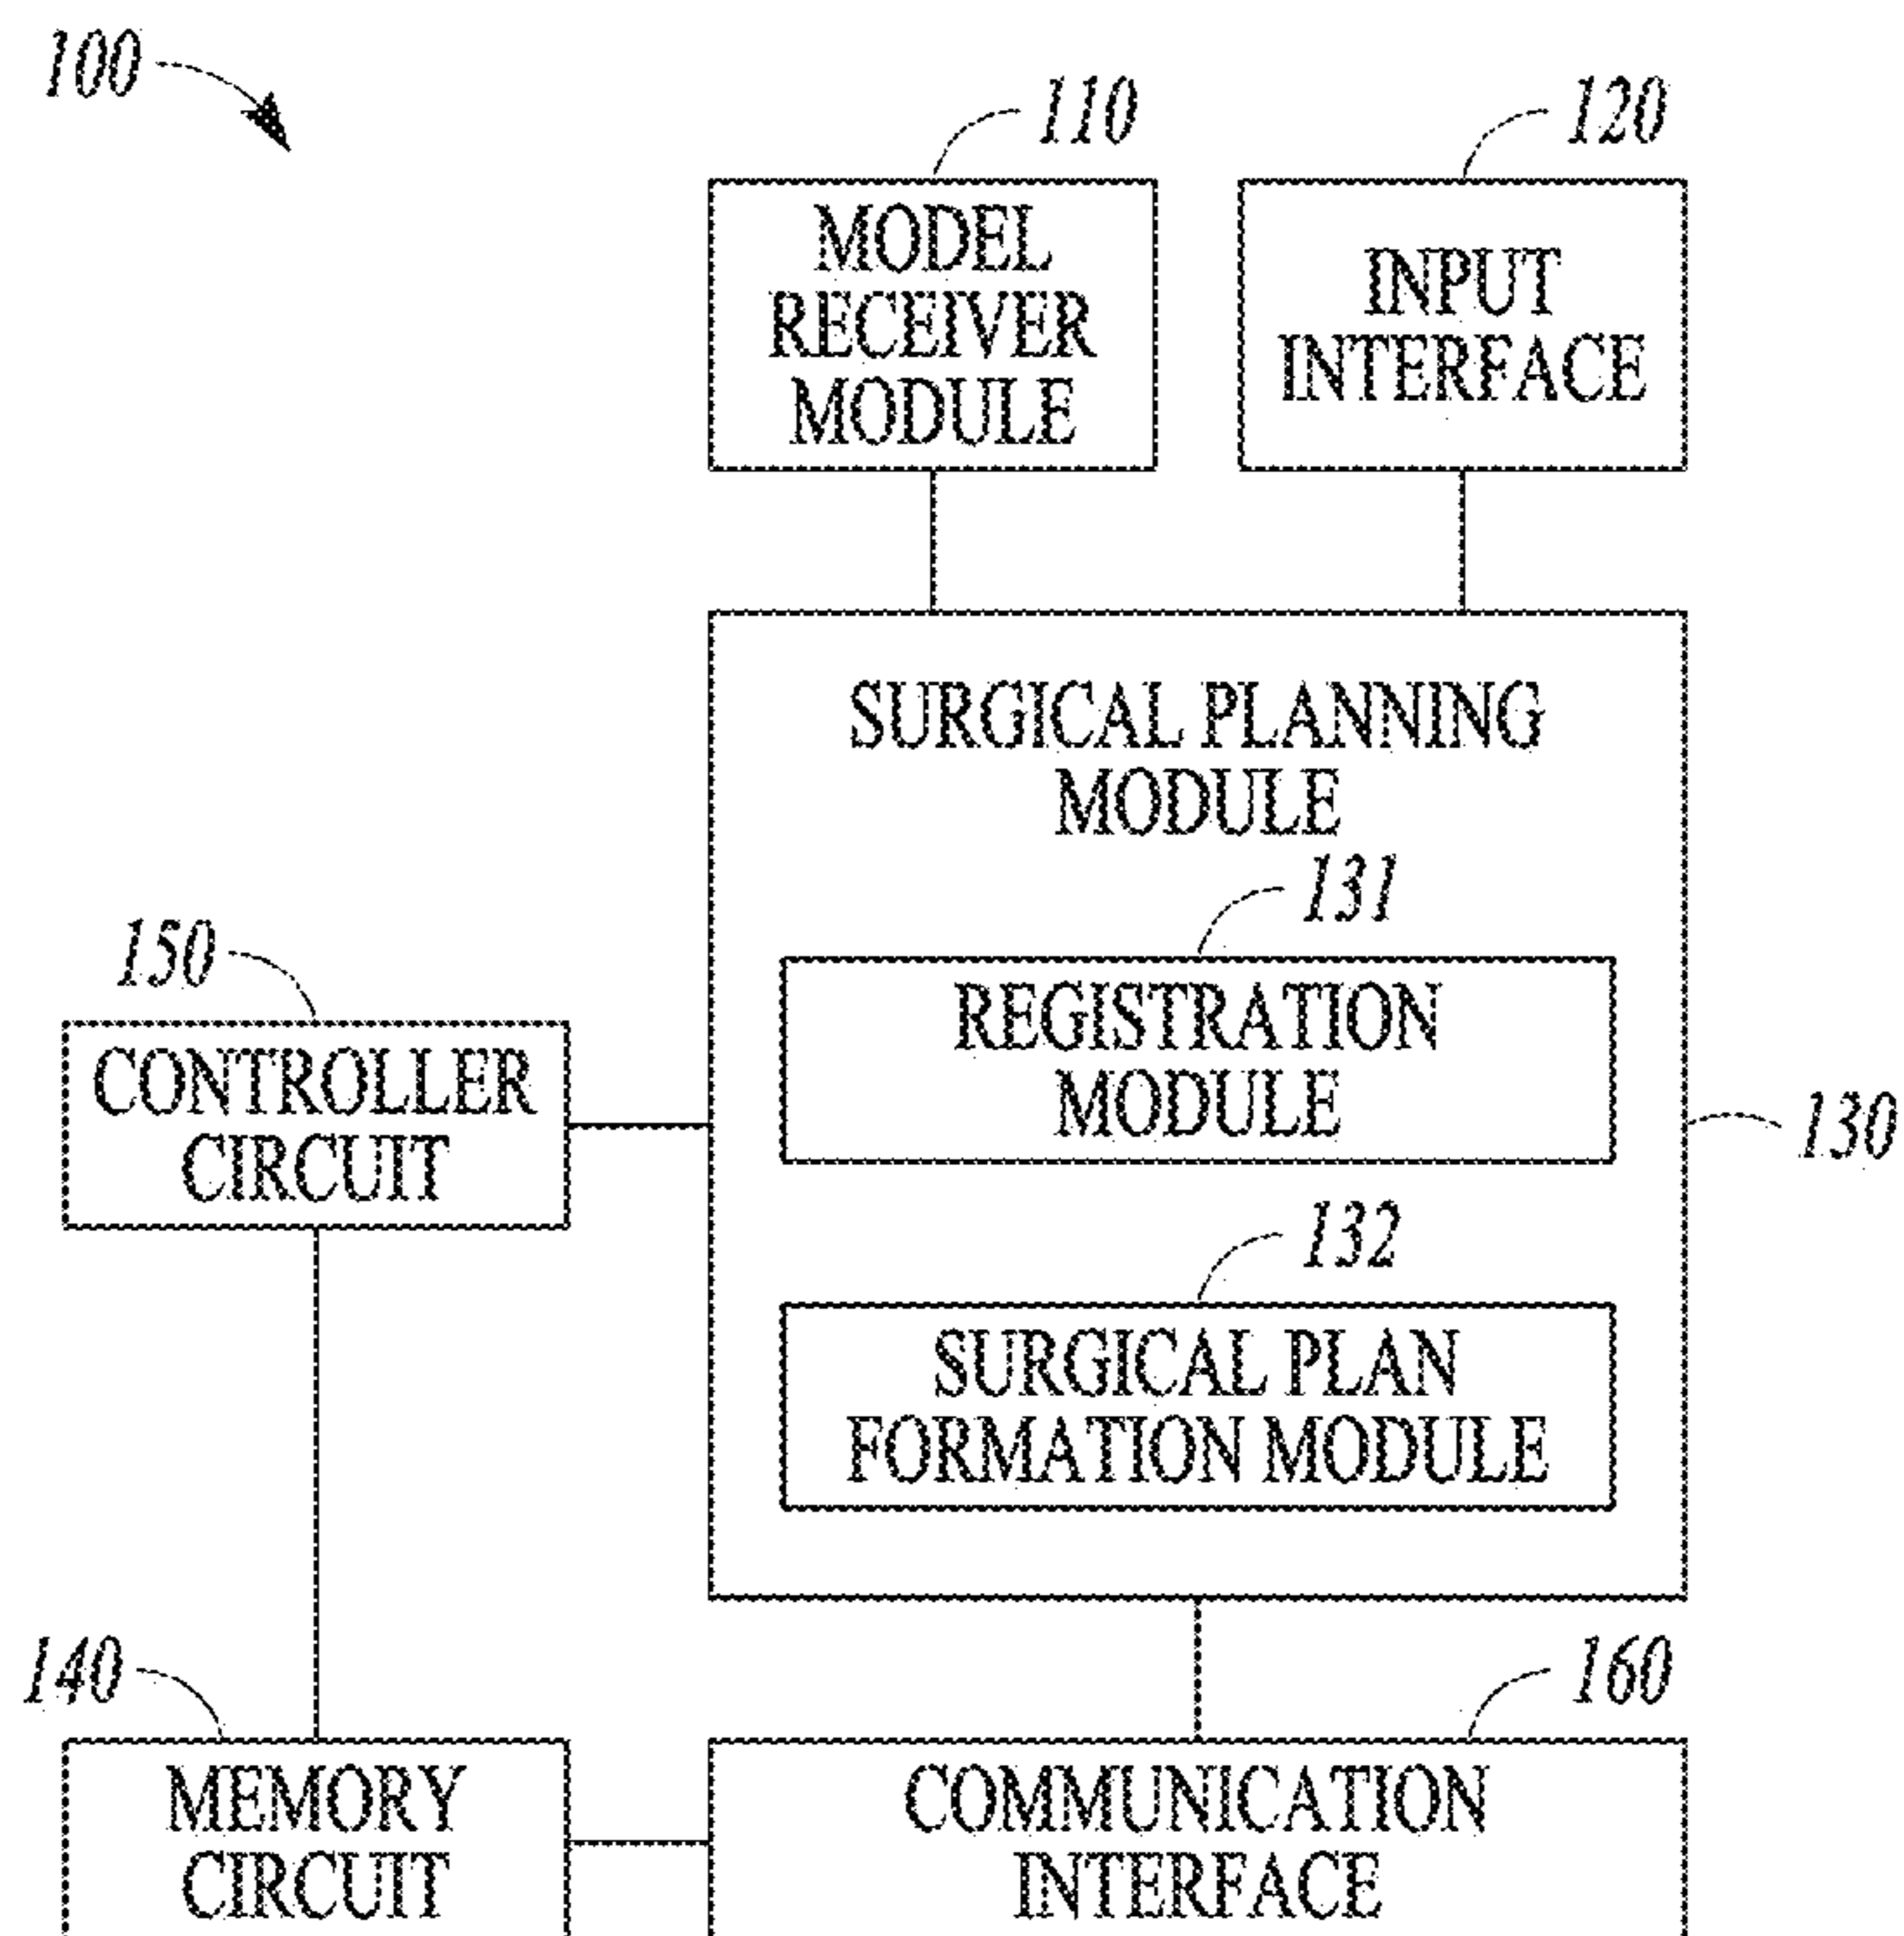 100
110
120
MODEL
RECEIVER
MODULE
INPUT
INTERFACE
SURGICAL PLANNING
MODULE
131
REGISTRATION
MODULE
150
CONTROLLER
CIRCUIT
130
132
SURGICAL PLAN
FORMATION MODULE
140
160
MEMORY
CIRCUIT
COMMUNICATION
INTERFACE